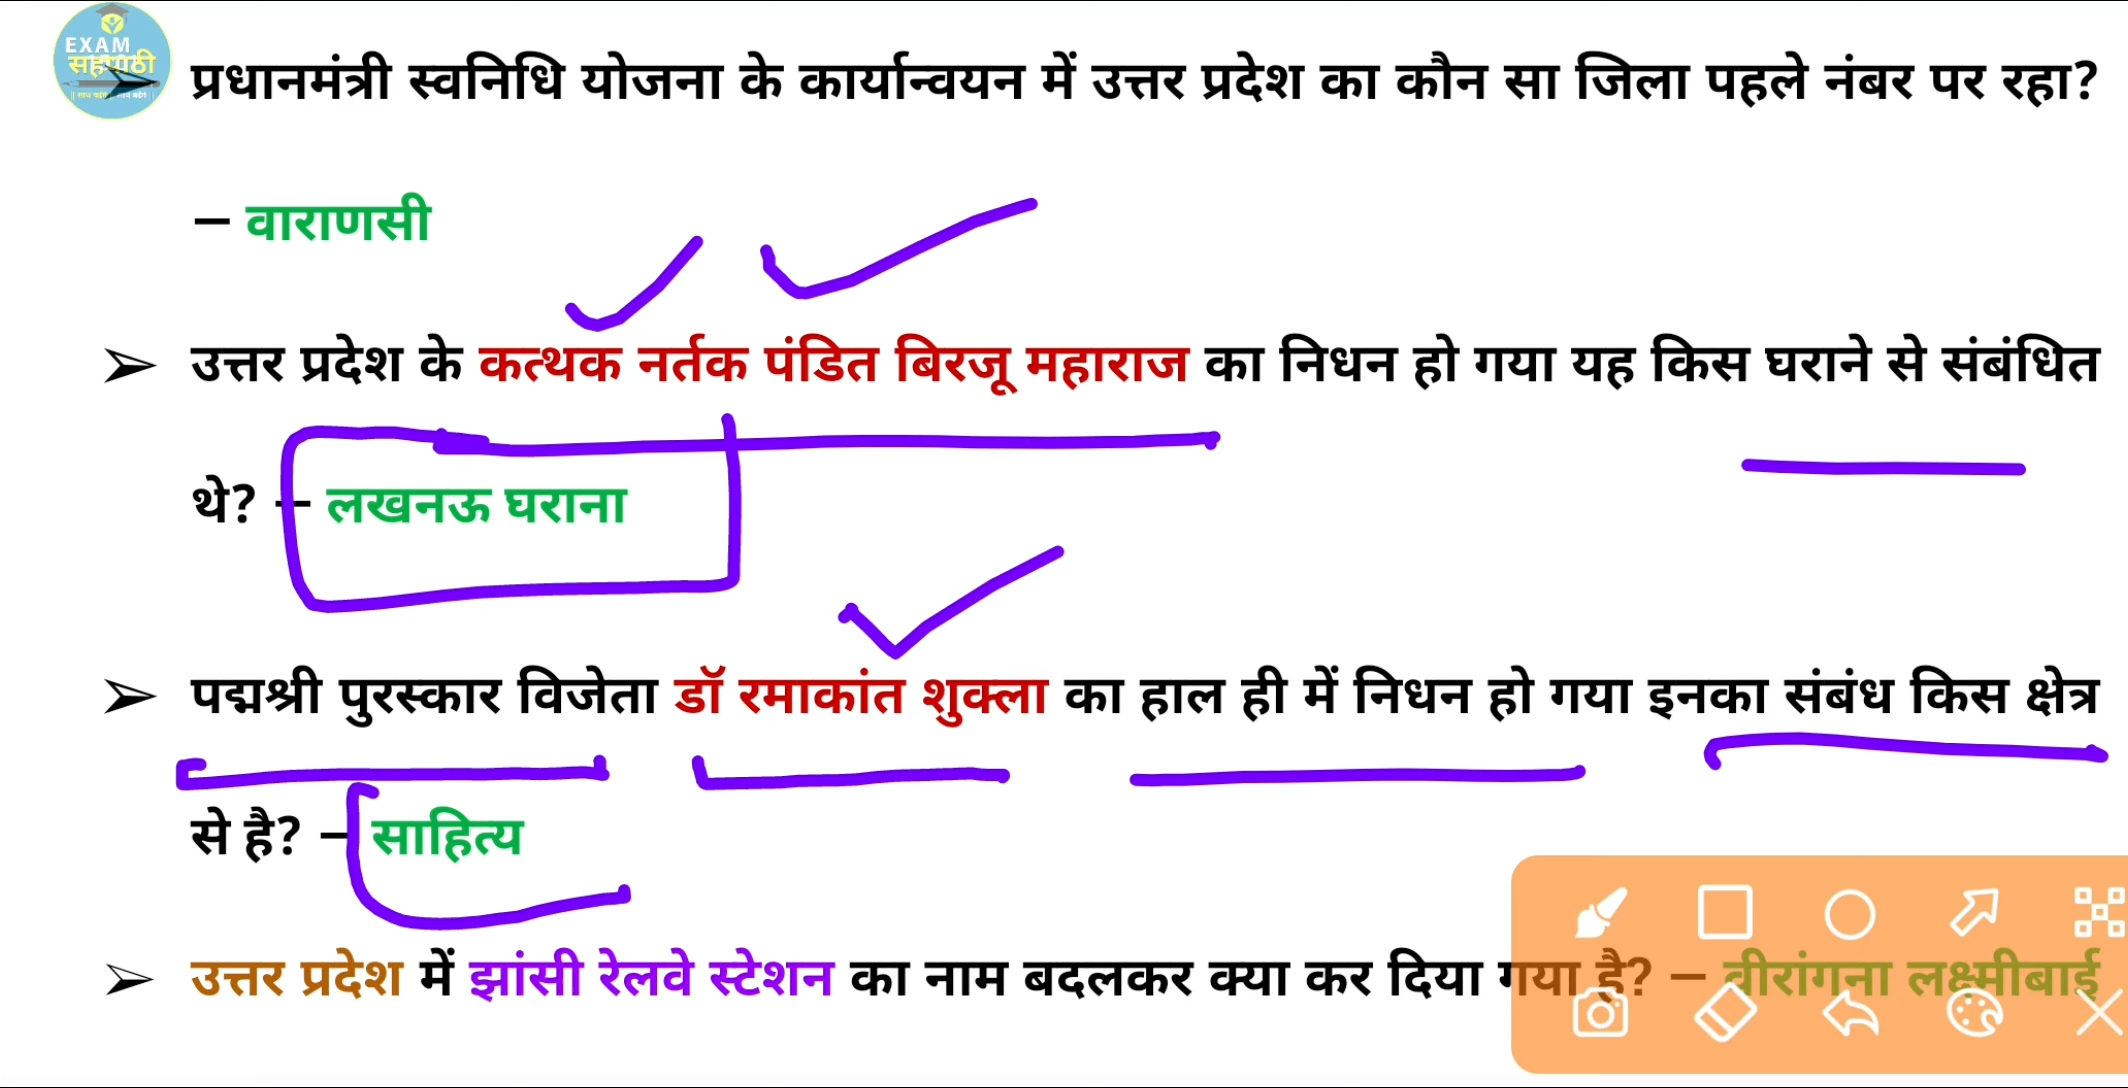 EXAM
सहपाठी
प्रधानमंत्री स्वनिधि योजना के कार्यान्वयन में उत्तर प्रदेश का कौन सा जिला पहले नंबर पर रहा?
– वाराणसी
उत्तर प्रदेश के कत्थक नर्तक पंडित बिरजू महाराज का निधन हो गया यह किस घराने से संबंधित
थे? – लखनऊ घराना
पद्मश्री पुरस्कार विजेता डॉ रमाकांत शुक्ला का हाल ही में निधन हो गया इनका संबंध किस क्षेत्र
से है? – साहित्य
उत्तर प्रदेश में झांसी रेलवे स्टेशन का नाम बदलकर क्या कर दिया गया है? – वीरांगना लक्ष्मीबाई